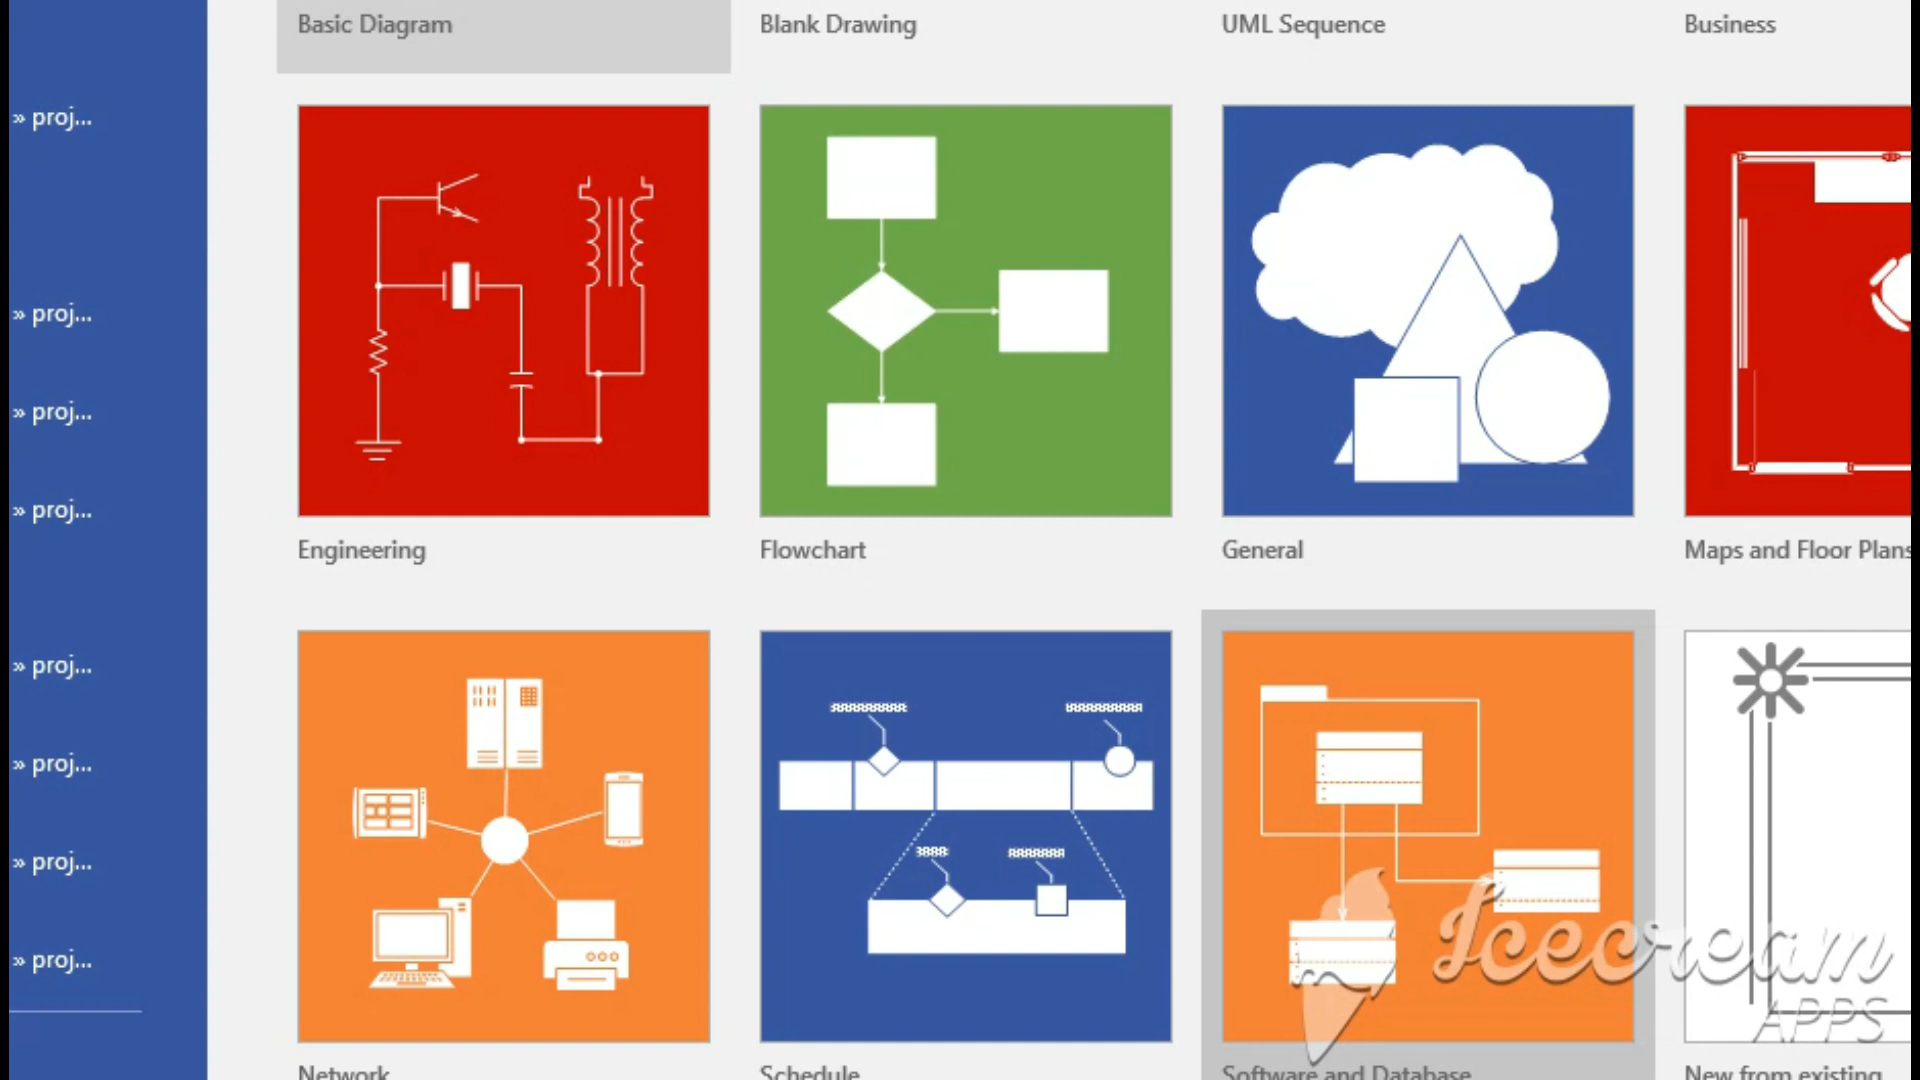 Basic Diagram
Blank Drawing
UML Sequence
Business
» proj...
» proj...
» proj...
» proj...
Engineering
Flowchart
General
Maps and Floor Plans
» proj...
» proj...
» proj...
» proj...
Icecream
APPS
Network
Schedule
Software and Database
New from existing